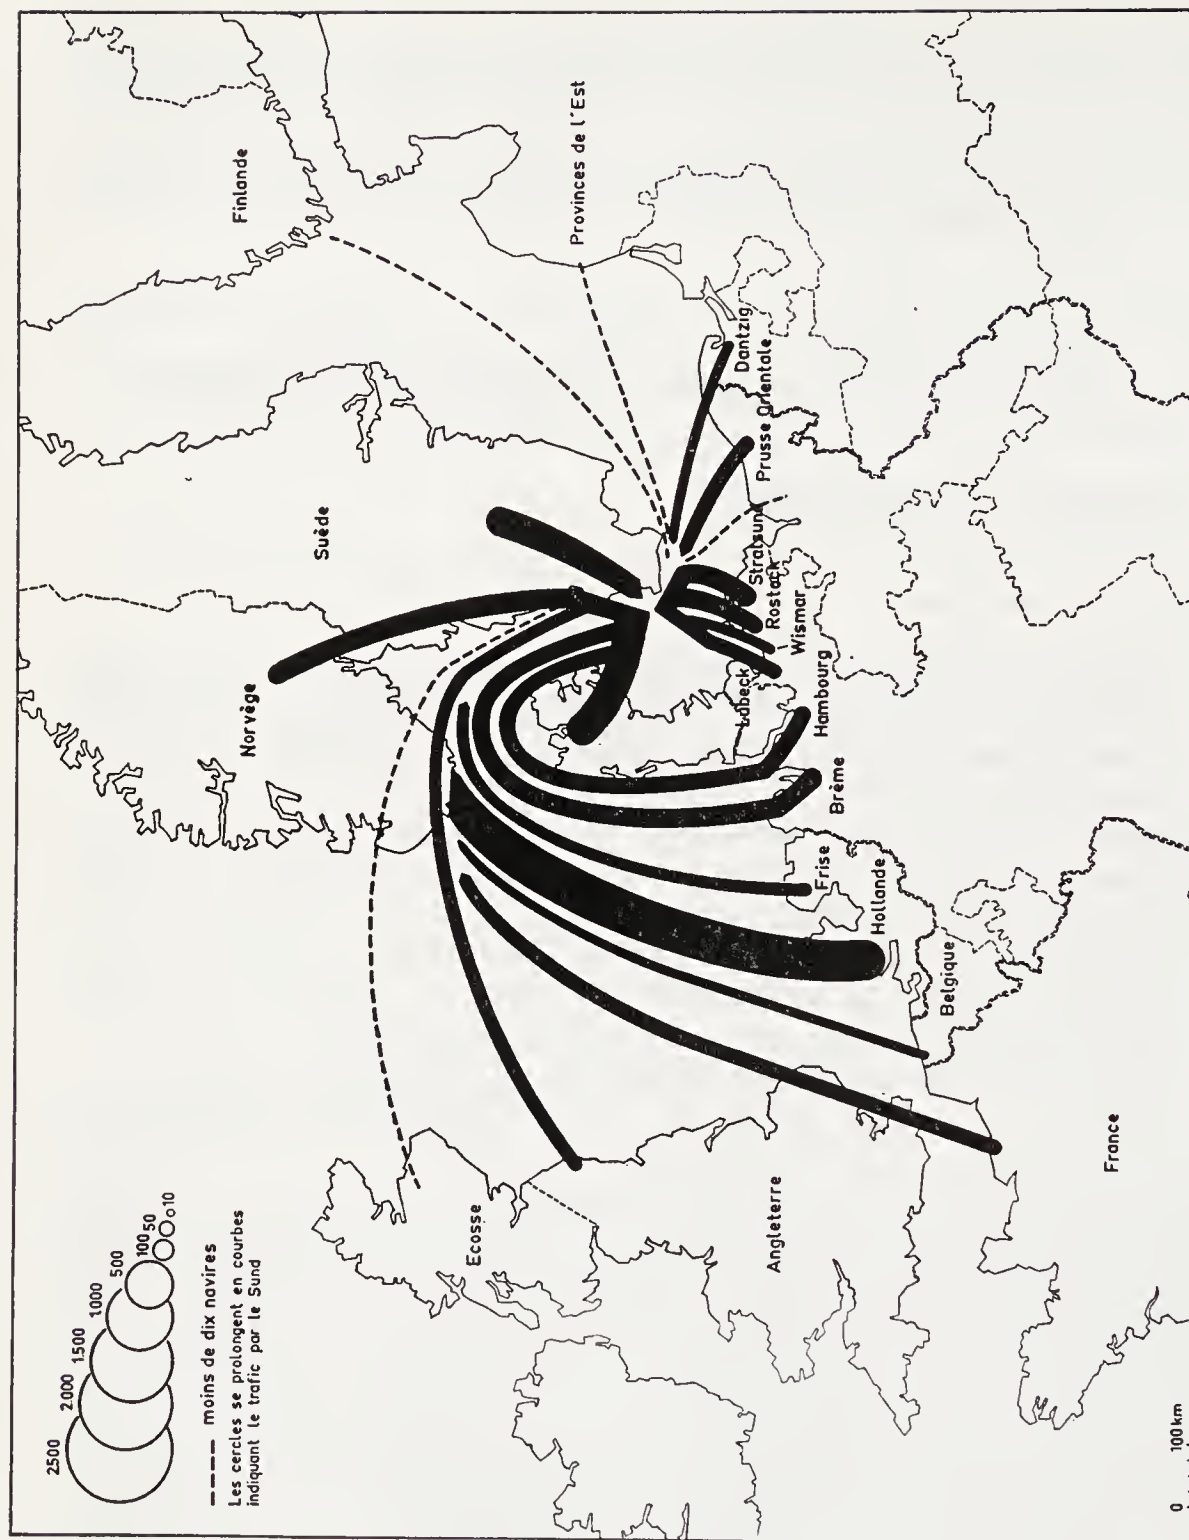 2500
2000
1500
1000
500
100
50
10
---- moins de dix navires
Les cercles se prolongent en courbes
indiquant le trafic par le Sund
Norvège
Suède
Finlande
Provinces de l'Est
Ecosse
Angleterre
Dantzig
Prusse Orientale
Stralsund
Rostack
Wismar
Lübeck
Hambourg
Brême
Frise
Hollande
Belgique
France
0 100 km